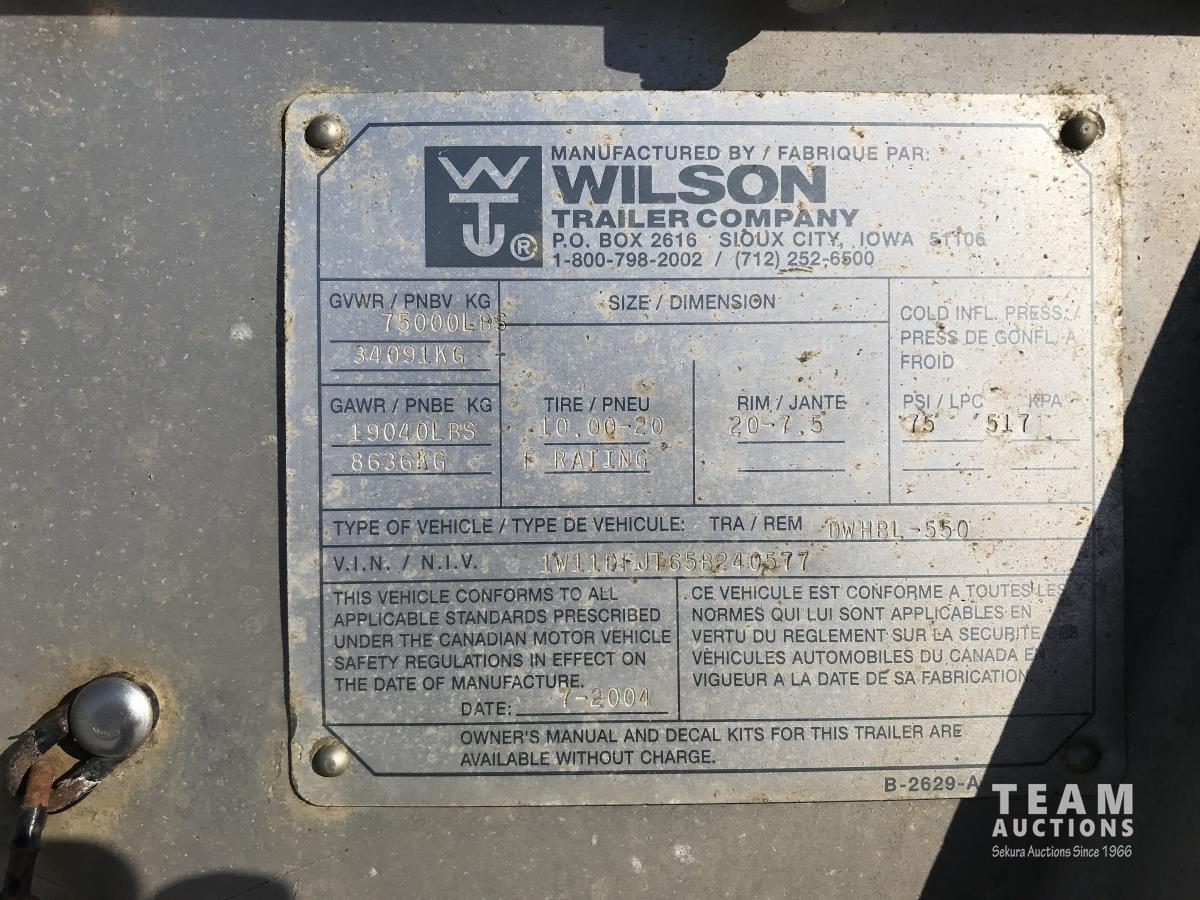 WT®
MANUFACTURED BY / FABRIQUE PAR:
WILSON
TRAILER COMPANY
P.O. BOX 2616 SIOUX CITY, IOWA 51106
1-800-798-2002 / (712) 252-6500
GVWR / PNBV KG
75000LBS
34091KG
GAWR / PNBE KG
19040LBS
8636KG
SIZE / DIMENSION
TIRE / PNEU
10.00-20
F RATING
RIM / JANTE
20-7.5
COLD INFL. PRESS. /
PRESS DE GONFL. A
FROID
PSI / LPC KPA
75 517
TYPE OF VEHICLE / TYPE DE VEHICULE: TRA / REM DWHBL-550
V.I.N. / N.I.V. 1W11DFJT65B240577
THIS VEHICLE CONFORMS TO ALL
APPLICABLE STANDARDS PRESCRIBED
UNDER THE CANADIAN MOTOR VEHICLE
SAFETY REGULATIONS IN EFFECT ON
THE DATE OF MANUFACTURE.
DATE: 7-2004
CE VEHICULE EST CONFORME A TOUTES LES
NORMES QUI LUI SONT APPLICABLES EN
VERTU DU REGLEMENT SUR LA SECURITE DES
VEHICULES AUTOMOBILES DU CANADA EN
VIGUEUR A LA DATE DE SA FABRICATION
OWNER'S MANUAL AND DECAL KITS FOR THIS TRAILER ARE
AVAILABLE WITHOUT CHARGE.
B-2629-A
TEAM
AUCTIONS
Sekura Auctions Since 1966